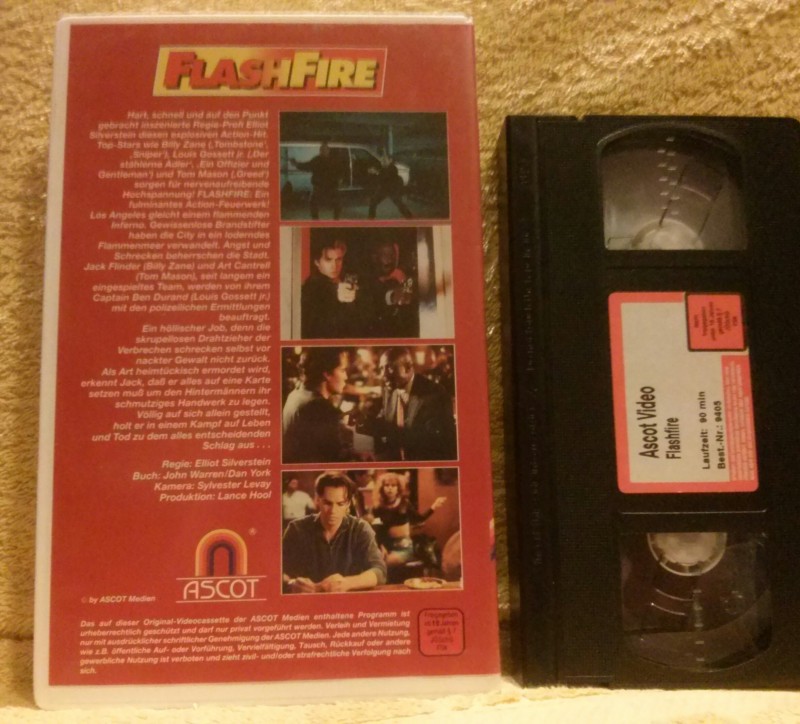 FLASHFIRE
Hart, schnell und auf den Punkt
gebracht inszenierte Regie-Profi Elliot
Silverstein diesen explosiven Action-Hit.
Top-Stars wie Billy Zane (‚Tombstone‘,
‚Sniper‘), Louis Gossett jr. (‚Der
stählerne Adler‘, ‚Ein Offizier und
Gentleman‘) und Tom Mason (‚Greed‘)
sorgen für nervenaufreibende
Hochspannung! FLASHFIRE. Ein
fulminantes Action-Feuerwerk!
Los Angeles gleicht einem flammenden
Inferno. Gewissenlose Brandstifter
haben die City in ein loderndes
Flammenmeer verwandelt. Angst und
Schrecken beherrschen die Stadt.
Jack Flinder (Billy Zane) und Art Cantrell
(Tom Mason), seit langem ein
eingespieltes Team, werden von ihrem
Captain Ben Durand (Louis Gossett jr.)
mit den polizeilichen Ermittlungen
beauftragt.
Ein höllischer Job, denn die
skrupellosen Drahtzieher der
Verbrechen schrecken selbst vor
nackter Gewalt nicht zurück.
Als Art heimtückisch ermordet wird,
erkennt Jack, daß er alles auf eine Karte
setzen muß um den Hintermännern ihr
schmutziges Handwerk zu legen.
Völlig auf sich allein gestellt,
holt er in einem Kampf auf Leben
und Tod zu dem alles entscheidenden
Schlag aus . . .
Regie: Elliot Silverstein
Buch: John Warren/Dan York
Kamera: Sylvester Levay
Produktion: Lance Hool
®
ASCOT
© by ASCOT Medien
Das auf dieser Original-Videocassette der ASCOT Medien enthaltene Programm ist
urheberrechtlich geschützt und darf nur privat vorgeführt werden. Verleih und Vermietung
nur mit ausdrücklicher schriftlicher Genehmigung der ASCOT Medien. Jede andere Nutzung,
wie z.B. öffentliche Auf- oder Vorführung, Vervielfältigung, Tausch, Rückkauf oder andere
gewerbliche Nutzung ist verboten und zieht zivil- und/oder strafrechtliche Verfolgung nach
sich.
Ascot Video
Flashfire
Laufzeit: 90 min
Best.-Nr.: 9405